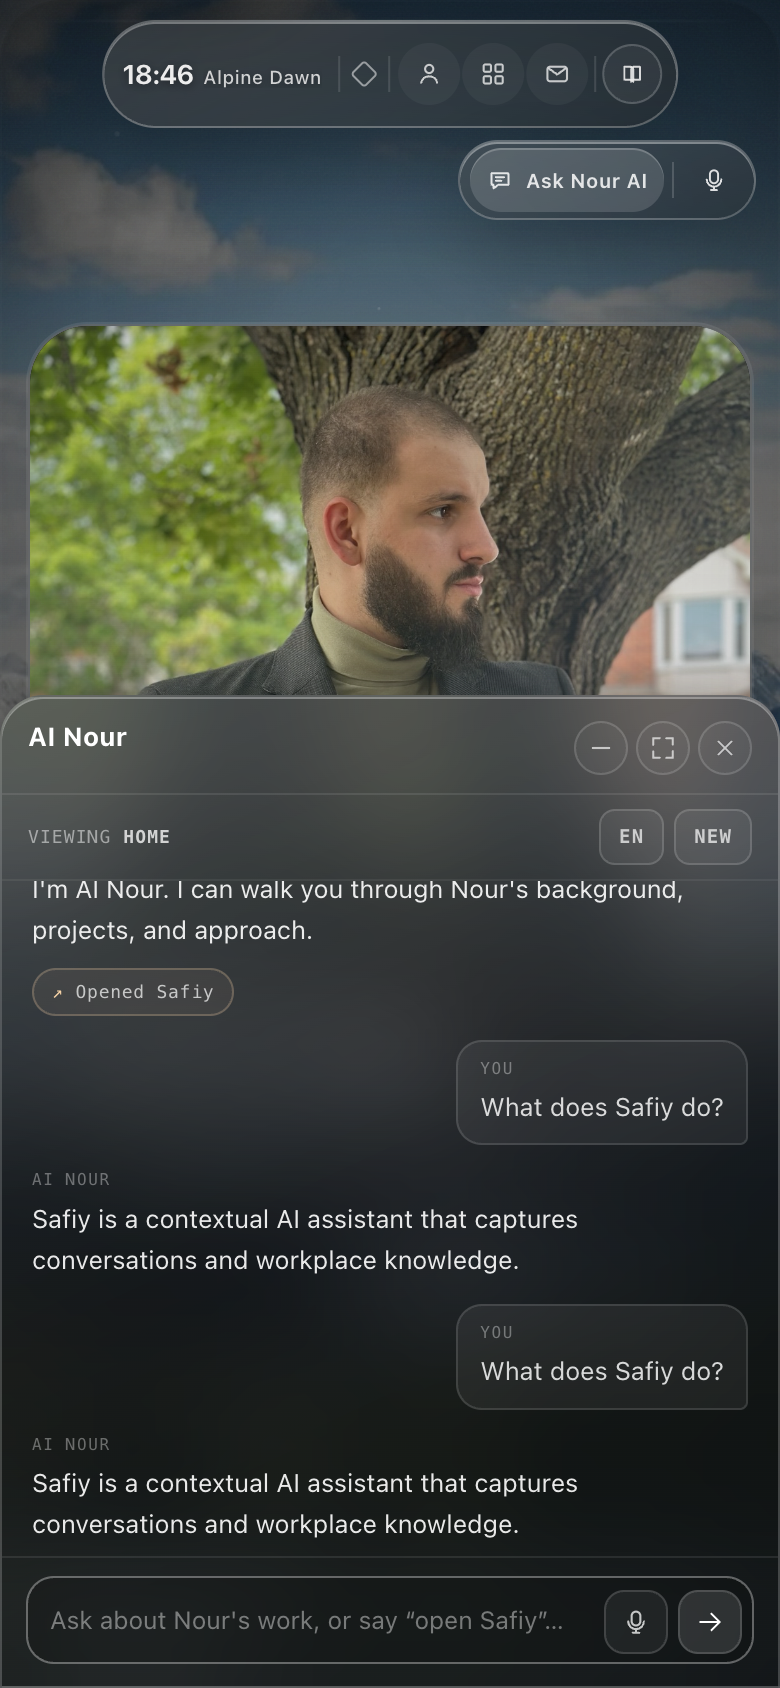 18:46 Alpine Dawn
Ask Nour AI
AI Nour
VIEWING HOME
EN NEW
I'm AI Nour. I can walk you through Nour's background,
projects, and approach.
↗ Opened Safiy
YOU
What does Safiy do?
AI NOUR
Safiy is a contextual AI assistant that captures
conversations and workplace knowledge.
YOU
What does Safiy do?
AI NOUR
Safiy is a contextual AI assistant that captures
conversations and workplace knowledge.
Ask about Nour's work, or say “open Safiy”...